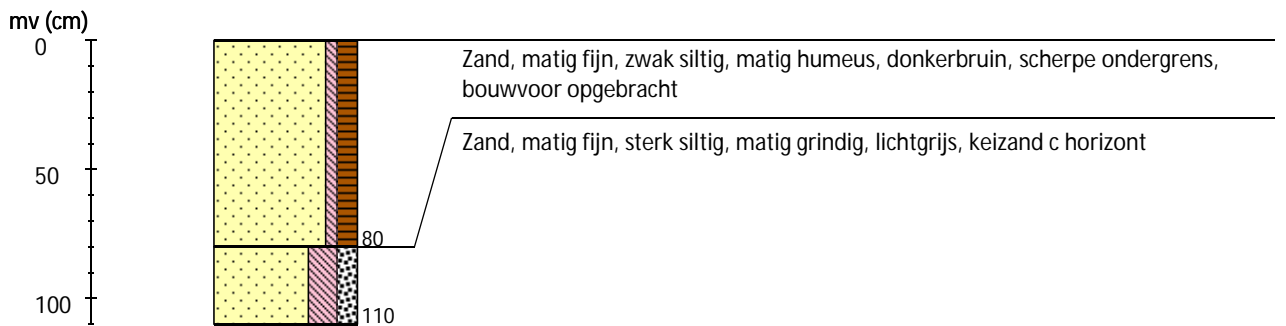 mv (cm)
0
Zand, matig fijn, zwak siltig, matig humeus, donkerbruin, scherpe ondergrens,
bouwvoor opgebracht
Zand, matig fijn, sterk siltig, matig grindig, lichtgrijs, keizand c horizont
50
80
100
110